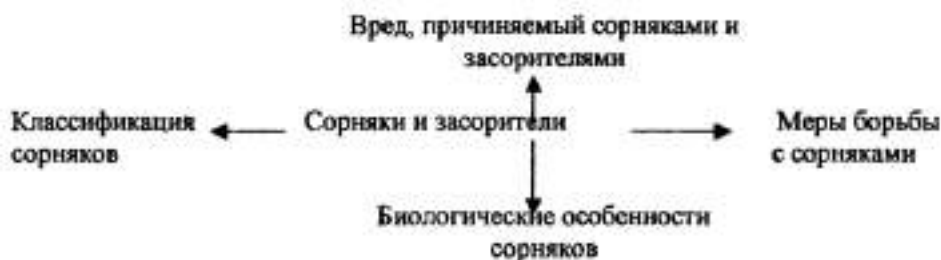 Вред, причиняемый сорняками и
засорителями
Классификация
сорняков
Сорняки и засорители
Меры борьбы
с сорняками
Биологические особенности
сорняков